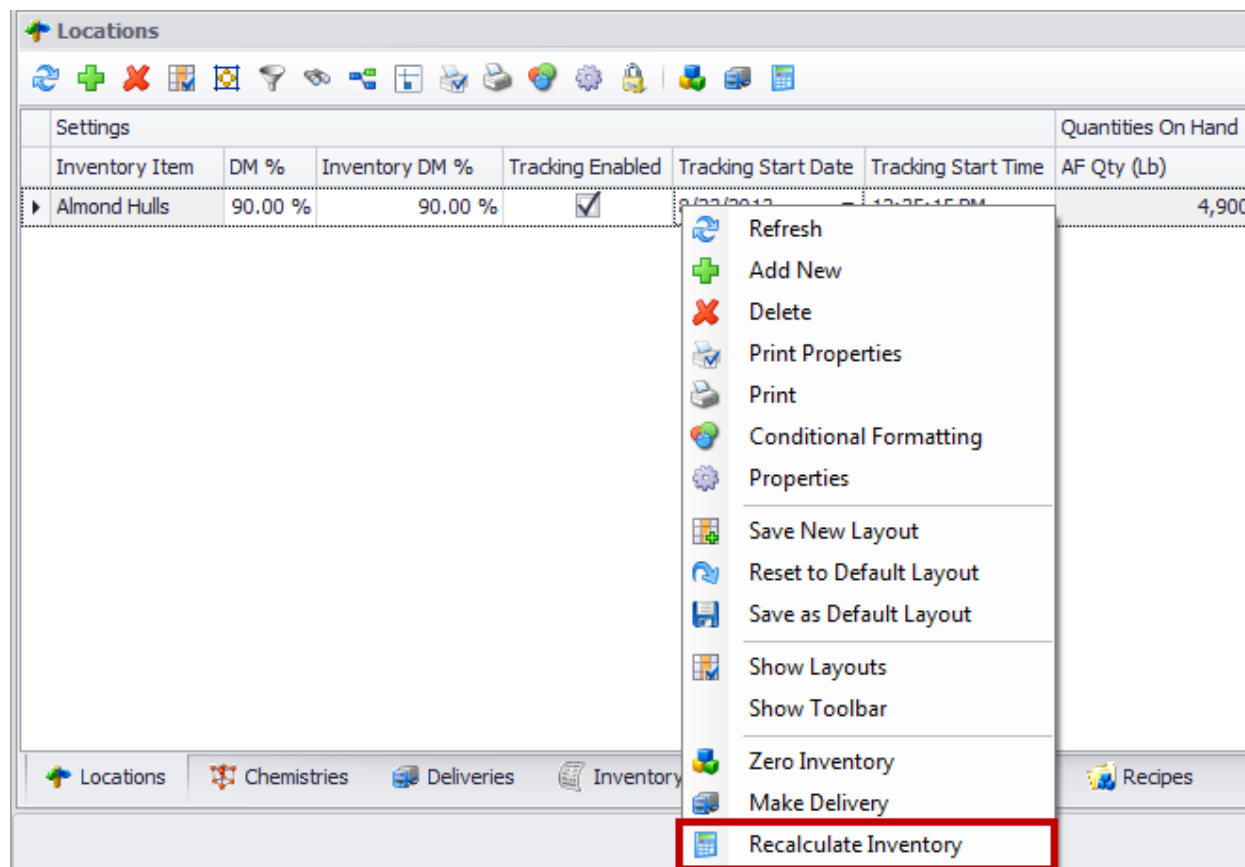 Locations
Settings Quantities On Hand
Inventory Item DM % Inventory DM % Tracking Enabled Tracking Start Date Tracking Start Time AF Qty (Lb)
Almond Hulls 90.00 % 90.00 % 4,900
Refresh
Add New
Delete
Print Properties
Print
Conditional Formatting
Properties
Save New Layout
Reset to Default Layout
Save as Default Layout
Show Layouts
Show Toolbar
Zero Inventory
Make Delivery
Recalculate Inventory
Locations Chemistries Deliveries Inventory Recipes